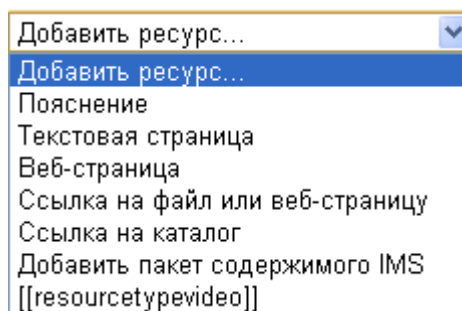 Добавить ресурс...
Добавить ресурс...
Пояснение
Текстовая страница
Веб-страница
Ссылка на файл или веб-страницу
Ссылка на каталог
Добавить пакет содержимого IMS
[[resourcetypevideo]]